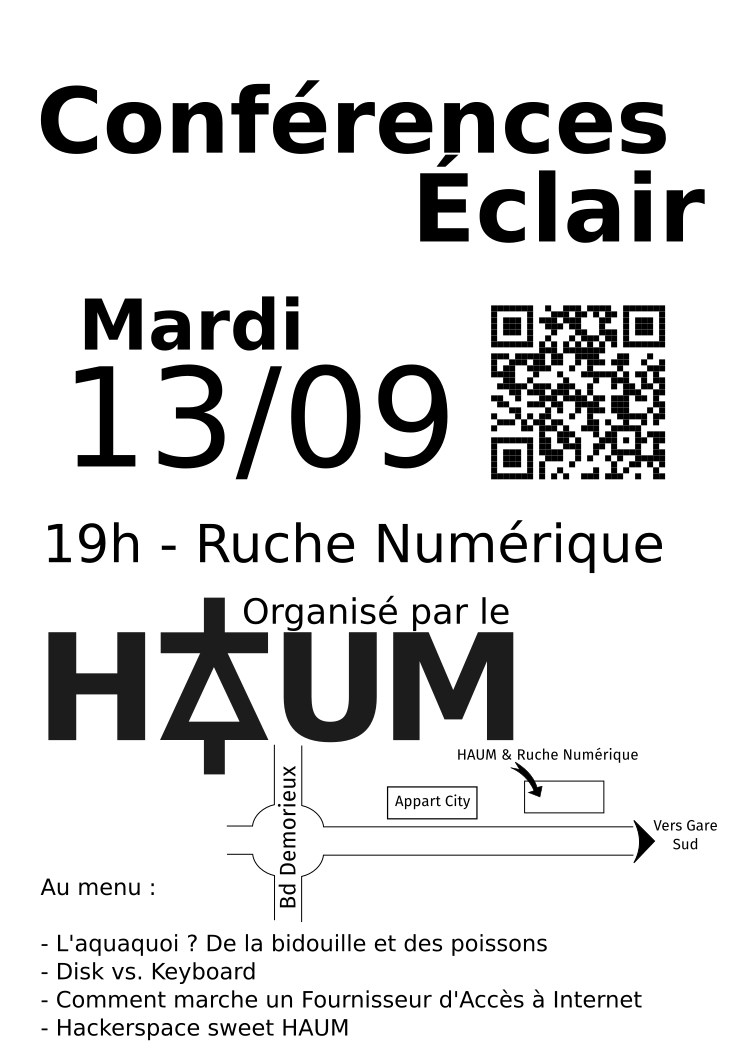 Conférences
Éclair
Mardi
13/09
19h - Ruche Numérique
Organisé par le
HAUM
HAUM & Ruche Numérique
Appart City
Bd Demorieux
Vers Gare
Sud
Au menu :
- L'aquaquoi ? De la bidouille et des poissons
- Disk vs. Keyboard
- Comment marche un Fournisseur d'Accès à Internet
- Hackerspace sweet HAUM